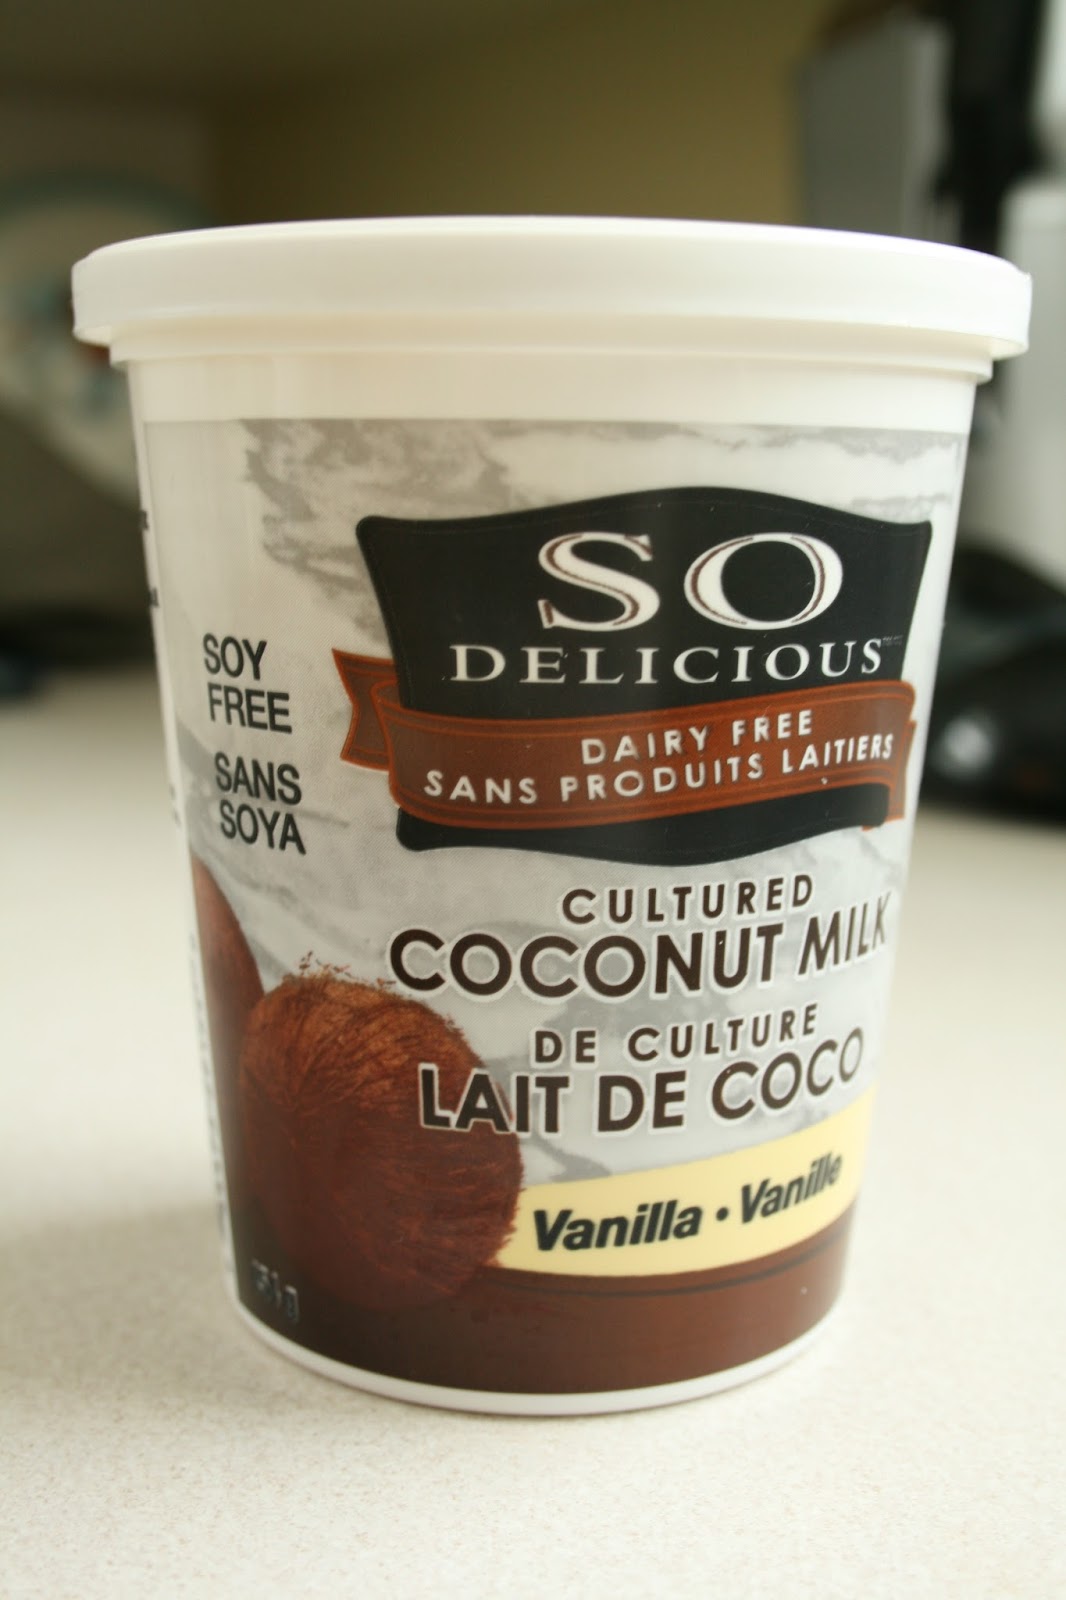 SO
DELICIOUS
DAIRY FREE
SANS PRODUITS LAITIERS
SOY
FREE
SANS
SOYA
CULTURED
COCONUT MILK
DE CULTURE
LAIT DE COCO
Vanilla • Vanille